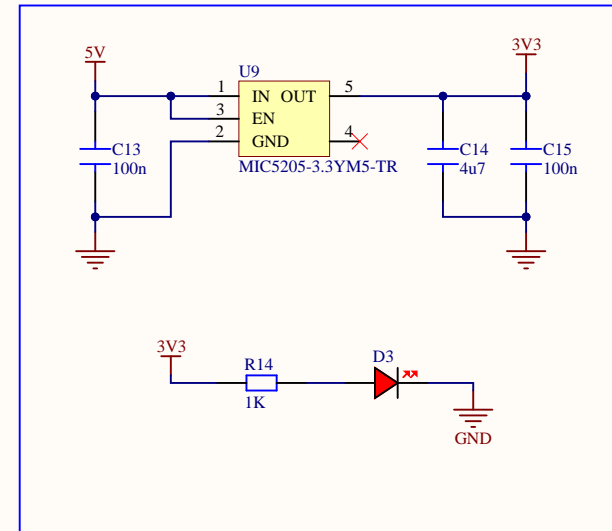 5V
3V3
U9
1
IN
OUT
5
3
EN
2
GND
4
C13
100n
MIC5205-3.3YM5-TR
C14
4u7
C15
100n
3V3
R14
1K
D3
GND